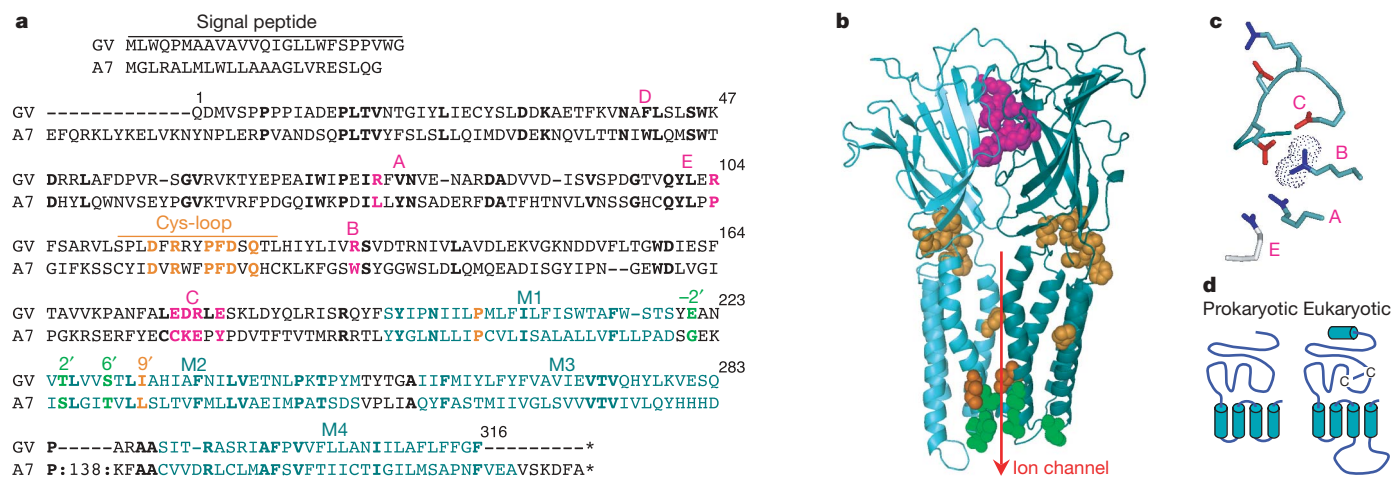 a
Signal peptide
GV MLWQPMAAVAVVQIGLLWFSPPVWG
A7 MGLRALMLWLLAAAGLVRESLQG
1 D 47
GV --------------QDMVSPPPPIADEPLTVNTGIYLIECYSLDDKAETFKVNAFLSLSWK
A7 EFQRKLYKELVKNYNPLERPVANDSQPLTVYFSLSLLQIMDVDEKNQVLTTNIWLQMSWT
A E 104
GV DRRLAFDPVR-SGVRVKTYEPEAIWIPEIRFVNVE-NARDADVVD-ISVSPDGTVQYLER
A7 DHYLQWNVSEYPGVKTVRFPDGQIWKPDILLYNSADERFDATFHTNVLVNSSGHCQYLPP
Cys-loop B 164
GV FSARVLSPLDFRRYPFDSQTLHIYLIVRSVDTRNIVLAVDLEKVGKNDDVFLTGWDIESF
A7 GIFKSSCYIDVRWFPFDVQHCKLKFGSWSYGGWSLDLQMQEADISGYIPN--GEWDLVGI
C M1 –2′ 223
GV TAVVKPANFALEDRLESKLDYQLRISRQYFSYIPNIILPMLFILFISWTAFW-STSYEAN
A7 PGKRSERFYECCKEPYPDVTFTVTMRRRTLYYGLNLLIPCVLISALALLVFLLPADSGEK
2′ 6′ 9′ M2 M3 283
GV VTLVVSTLIAHIAFNILVETNLPKTPYMTYTGAIIFMIYLFYFVAVIEVTVQHYLKVESQ
A7 ISLGITVLLSLTVFMLLVAEIMPATSDSVPLIAQYFASTMIIVGLSVVVTVIVLQYHHHD
M4 316
GV P-----ARAASIT-RASRIAFPVVFLLANIILAFLFFGF---------*
A7 P:138:KFAACVVDRLCLMAFSVFTIICTIGILMSAPNFVEAVSKDFA*
b
Ion channel
c
C
B
A
E
d
Prokaryotic Eukaryotic
C C